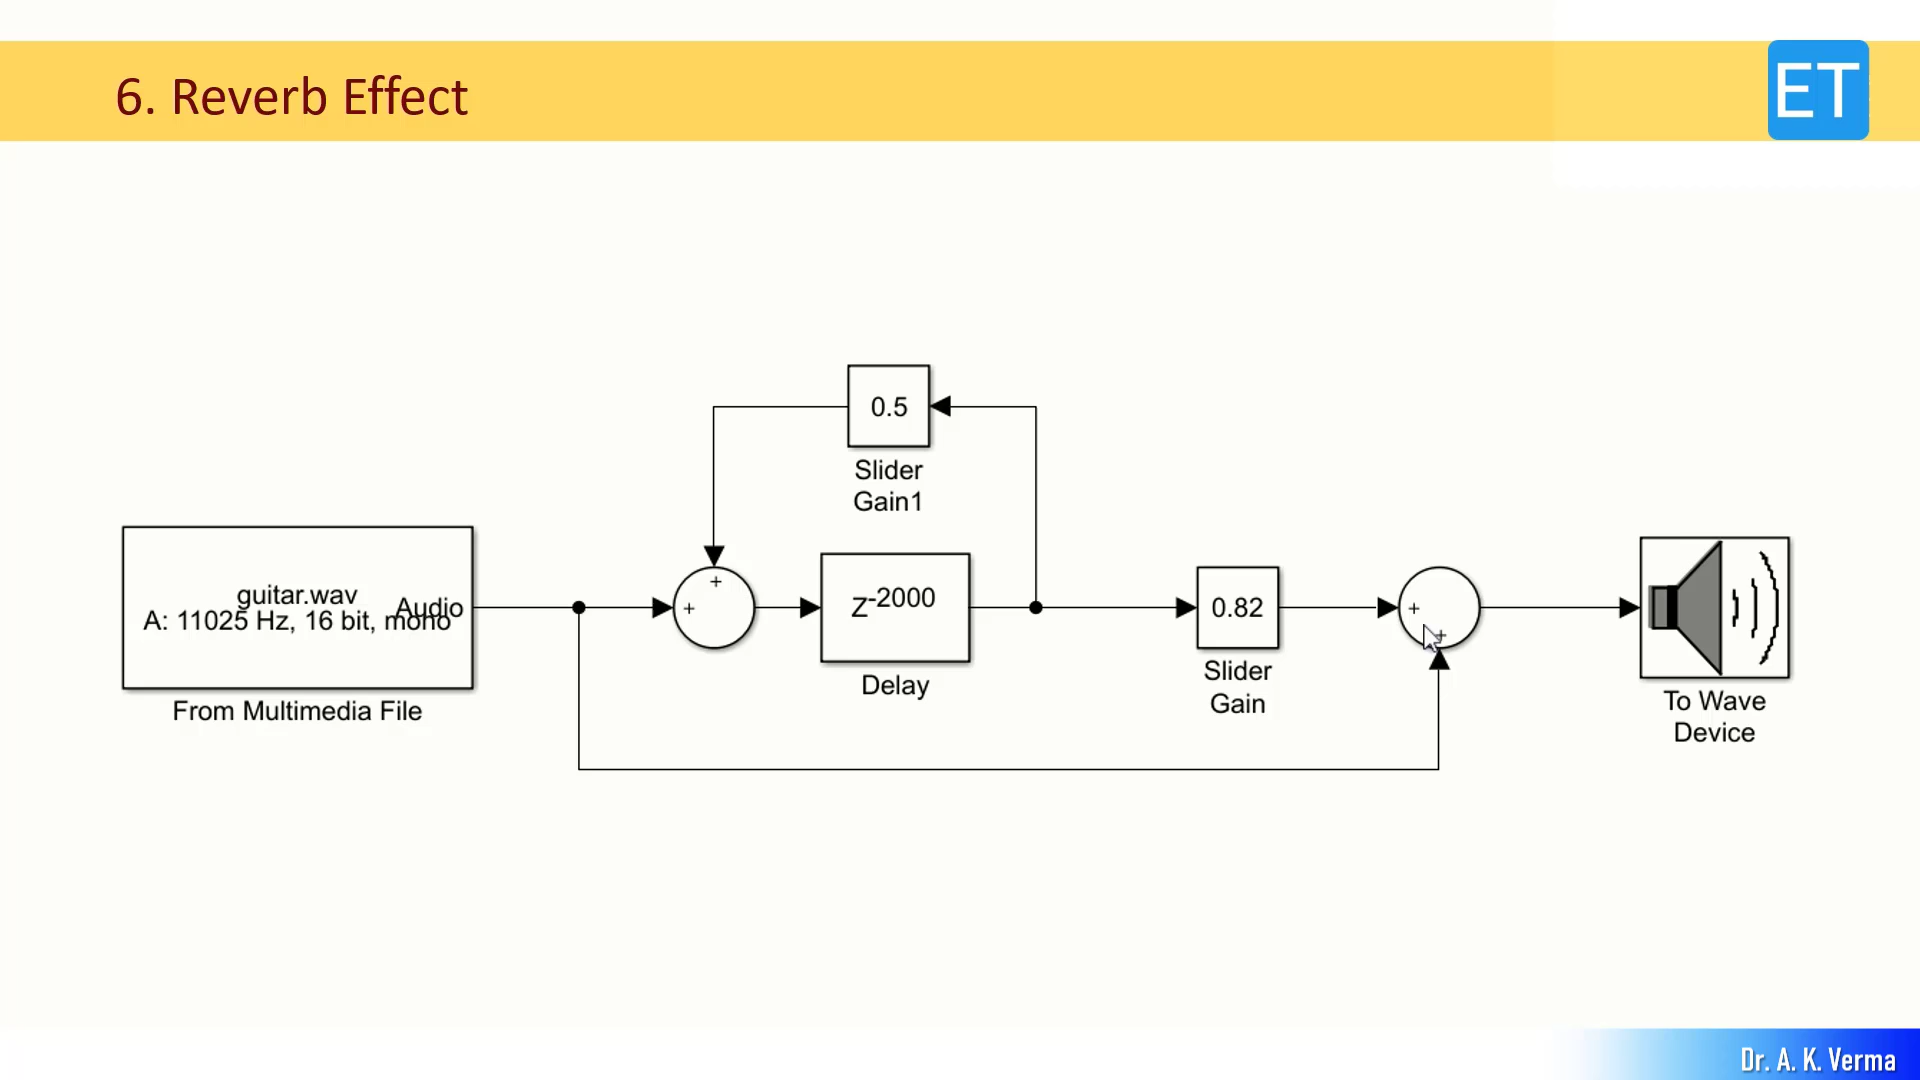 6. Reverb Effect
ET
0.5
Slider
Gain1
guitar.wav
A: 11025 Hz, 16 bit, mono
Audio
From Multimedia File
+
+
z-2000
Delay
0.82
Slider
Gain
+
+
To Wave
Device
Dr. A. K. Verma